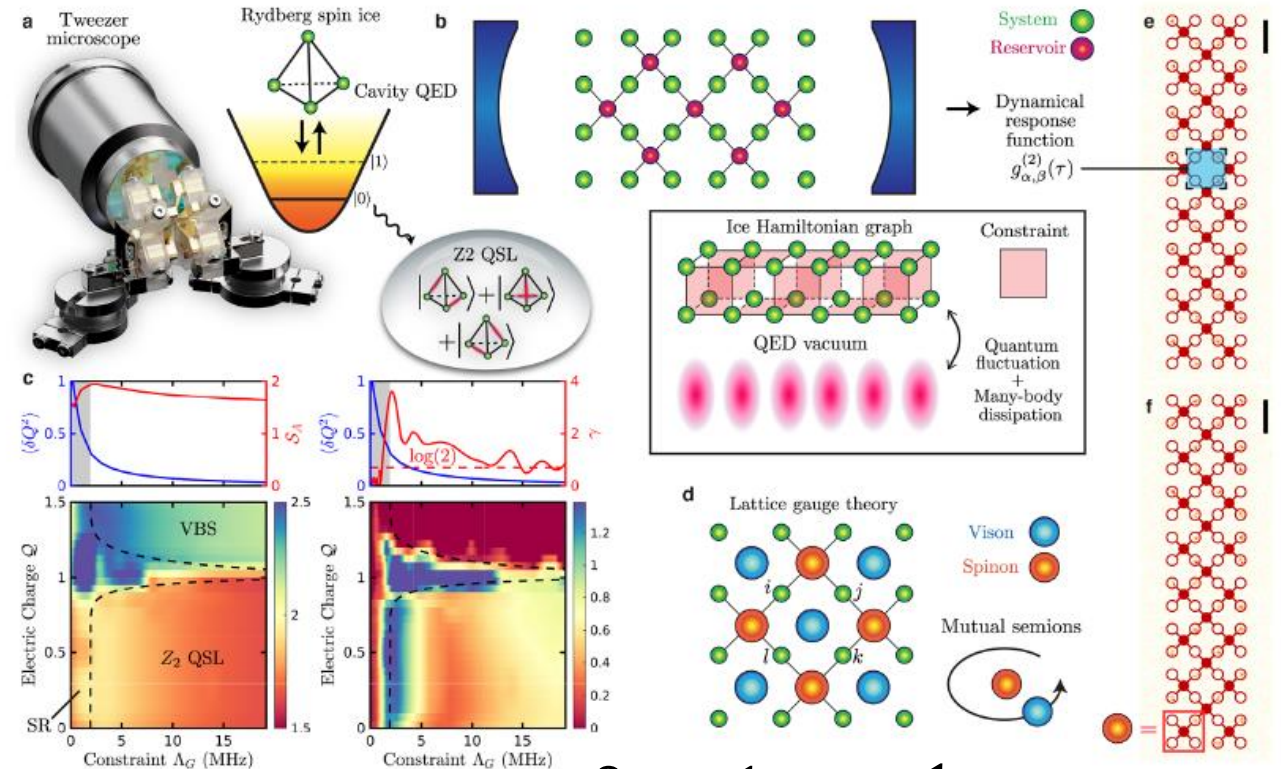 a
Tweezer
microscope
Rydberg spin ice
Cavity QED
|1⟩
|0⟩
Z2 QSL
|⟩+|⟩
+|⟩
b
System
Reservoir
Dynamical
response
function
g^{(2)}_{α,β}(τ)
Ice Hamiltonian graph
Constraint
QED vacuum
Quantum
fluctuation
+
Many-body
dissipation
c
⟨δQ²⟩
1
0.5
0
2
1
0
S_A
⟨δQ²⟩
1
0.5
0
log(2)
4
2
0
γ
Electric Charge Q
1.5
1
0.5
0
VBS
Z₂ QSL
SR
2.5
2
1.5
0 5 10 15
Constraint Λ_G (MHz)
Electric Charge Q
1.5
1
0.5
0
1.2
1
0.8
0.6
0.4
0.2
0
0 5 10 15
Constraint Λ_G (MHz)
d
Lattice gauge theory
i
j
l
k
Vison
Spinon
Mutual semions
e
f
=